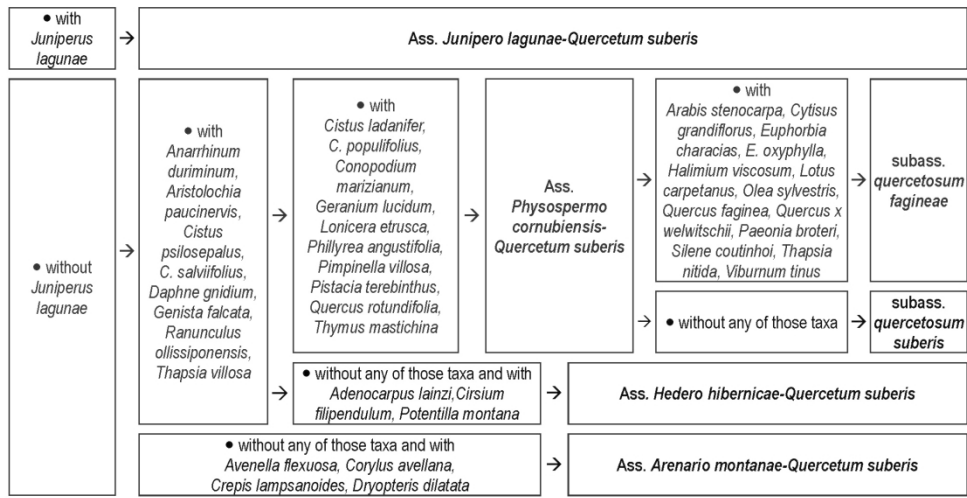 ● with
Juniperus
lagunae
→
Ass. Junipero lagunae-Quercetum suberis
● without
Juniperus
lagunae
→
● with
Anarrhinum
duriminum,
Aristolochia
paucinervis,
Cistus
psilosepalus,
C. salviifolius,
Daphne gnidium,
Genista falcata,
Ranunculus
ollissiponensis,
Thapsia villosa
→
● with
Cistus ladanifer,
C. populifolius,
Conopodium
marizianum,
Geranium lucidum,
Lonicera etrusca,
Phillyrea angustifolia,
Pimpinella villosa,
Pistacia terebinthus,
Quercus rotundifolia,
Thymus mastichina
→
Ass.
Physospermo
cornubiensis-
Quercetum suberis
→
● with
Arabis stenocarpa, Cytisus
grandiflorus, Euphorbia
characias, E. oxyphylla,
Halimium viscosum, Lotus
carpetanus, Olea sylvestris,
Quercus faginea, Quercus x
welwitschii, Paeonia broteri,
Silene coutinhoi, Thapsia
nitida, Viburnum tinus
→
subass.
quercetosum
fagineae
→
● without any of those taxa
→
subass.
quercetosum
suberis
→
● without any of those taxa and with
Adenocarpus lainzi,Cirsium
filipendulum, Potentilla montana
→
Ass. Hedero hibernicae-Quercetum suberis
● without any of those taxa and with
Avenella flexuosa, Corylus avellana,
Crepis lampsanoides, Dryopteris dilatata
→
Ass. Arenario montanae-Quercetum suberis